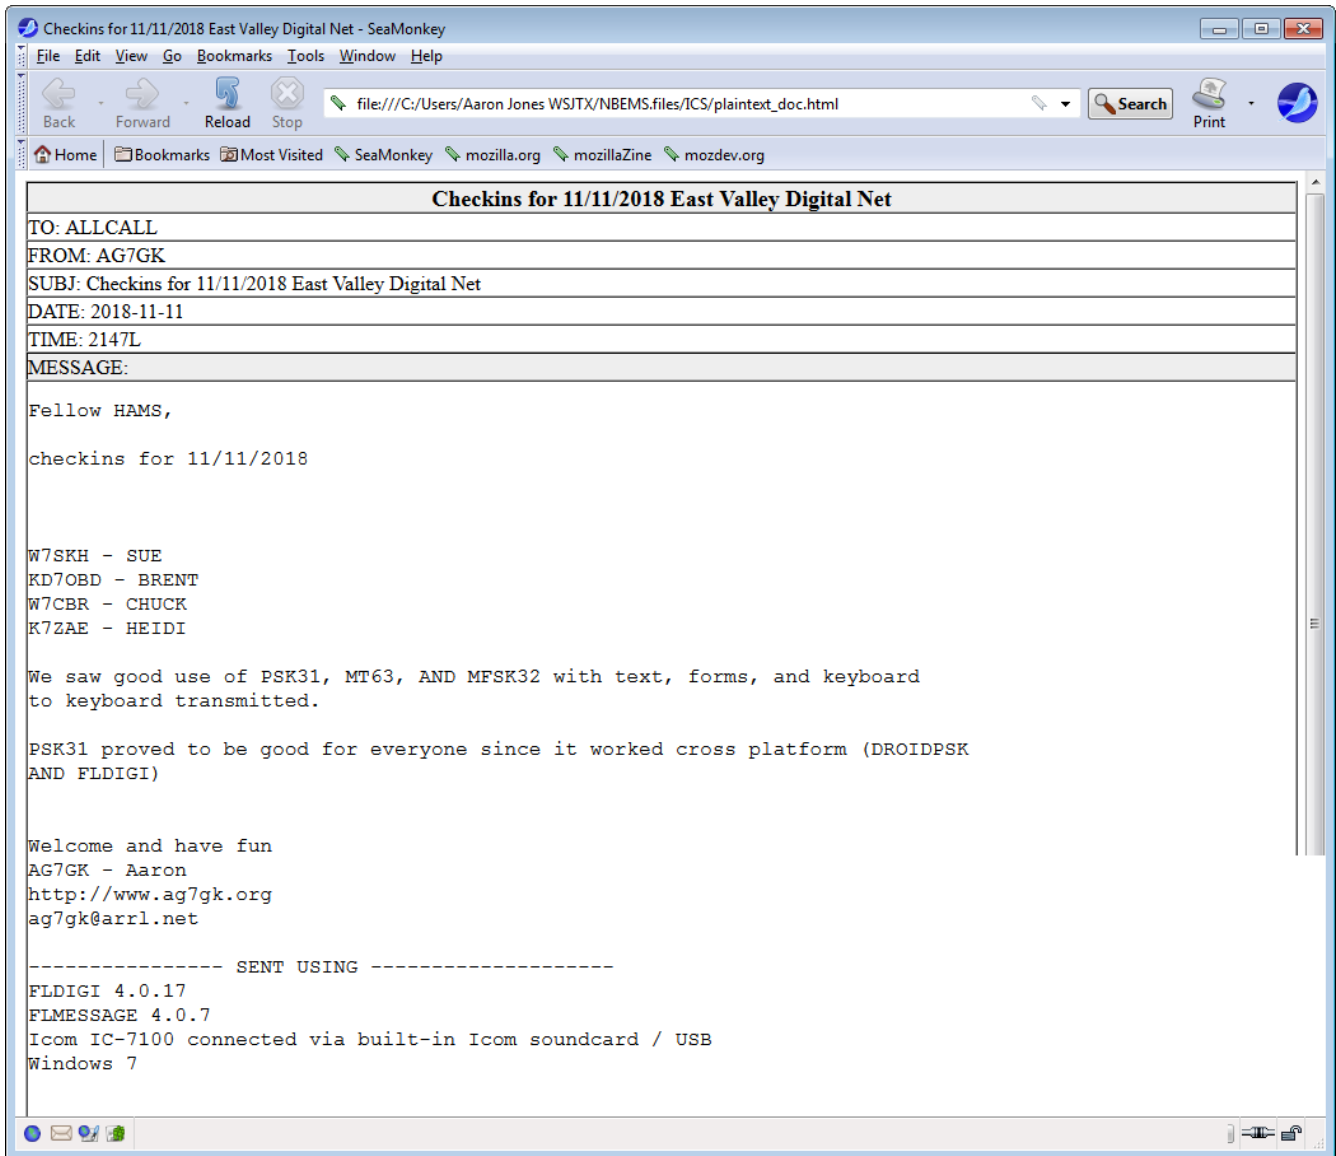 Checkins for 11/11/2018 East Valley Digital Net - SeaMonkey
File Edit View Go Bookmarks Tools Window Help
Back Forward Reload Stop file:///C:/Users/Aaron Jones WSJTX/NBEMS.files/ICS/plaintext_doc.html Search Print
Home Bookmarks Most Visited SeaMonkey mozilla.org mozillaZine mozdev.org
Checkins for 11/11/2018 East Valley Digital Net
TO: ALLCALL
FROM: AG7GK
SUBJ: Checkins for 11/11/2018 East Valley Digital Net
DATE: 2018-11-11
TIME: 2147L
MESSAGE:
Fellow HAMS,
checkins for 11/11/2018
W7SKH - SUE
KD7OBD - BRENT
W7CBR - CHUCK
K7ZAE - HEIDI
We saw good use of PSK31, MT63, AND MFSK32 with text, forms, and keyboard
to keyboard transmitted.
PSK31 proved to be good for everyone since it worked cross platform (DROIDPSK
AND FLDIGI)
Welcome and have fun
AG7GK - Aaron
http://www.ag7gk.org
ag7gk@arrl.net
---------------- SENT USING --------------------
FLDIGI 4.0.17
FLMESSAGE 4.0.7
Icom IC-7100 connected via built-in Icom soundcard / USB
Windows 7